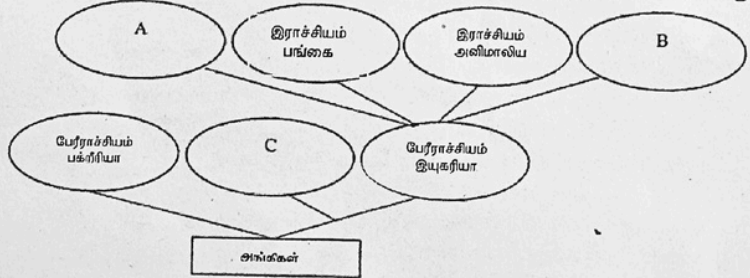 A
இராச்சியம்
பங்கை
இராச்சியம்
அனிமாலிய
B
பேரீராச்சியம்
பக்ரீரியா
C
பேரீராச்சியம்
இயுகரியா
அங்கிகள்